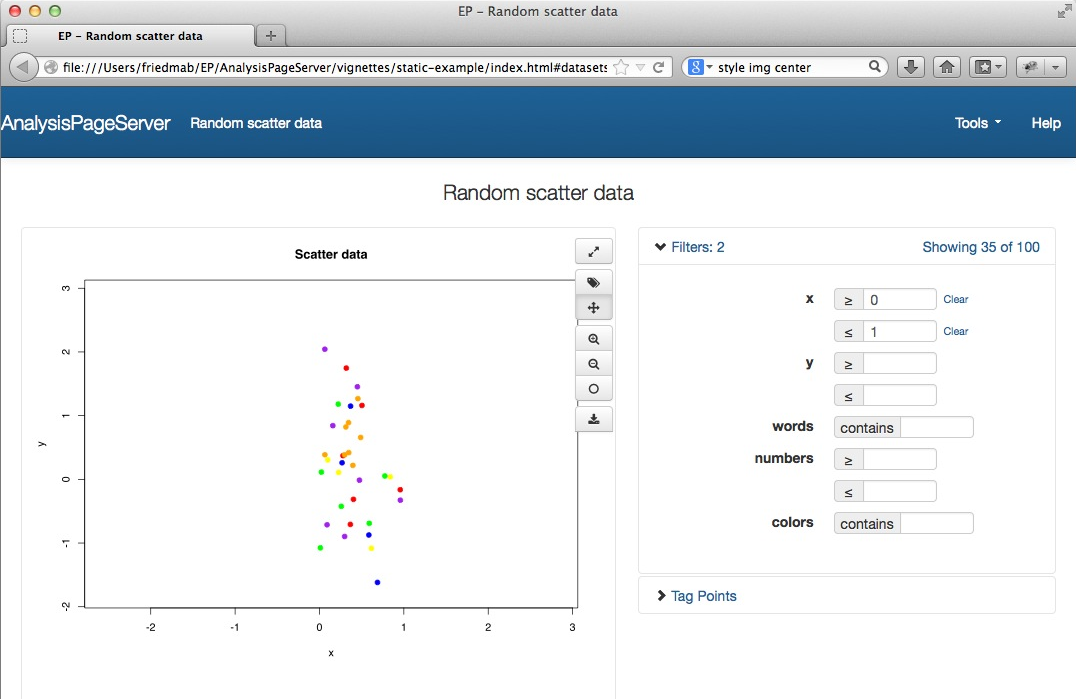 EP – Random scatter data
EP – Random scatter data
file:///Users/friedmab/EP/AnalysisPageServer/vignettes/static-example/index.html#datasets
style img center
AnalysisPageServer Random scatter data Tools Help
Random scatter data
Scatter data
Filters: 2 Showing 35 of 100
x ≥ 0 Clear
≤ 1 Clear
y ≥
≤
words contains
numbers ≥
≤
colors contains
Tag Points
3
2
1
0
-1
-2
y
-2 -1 0 1 2 3
x